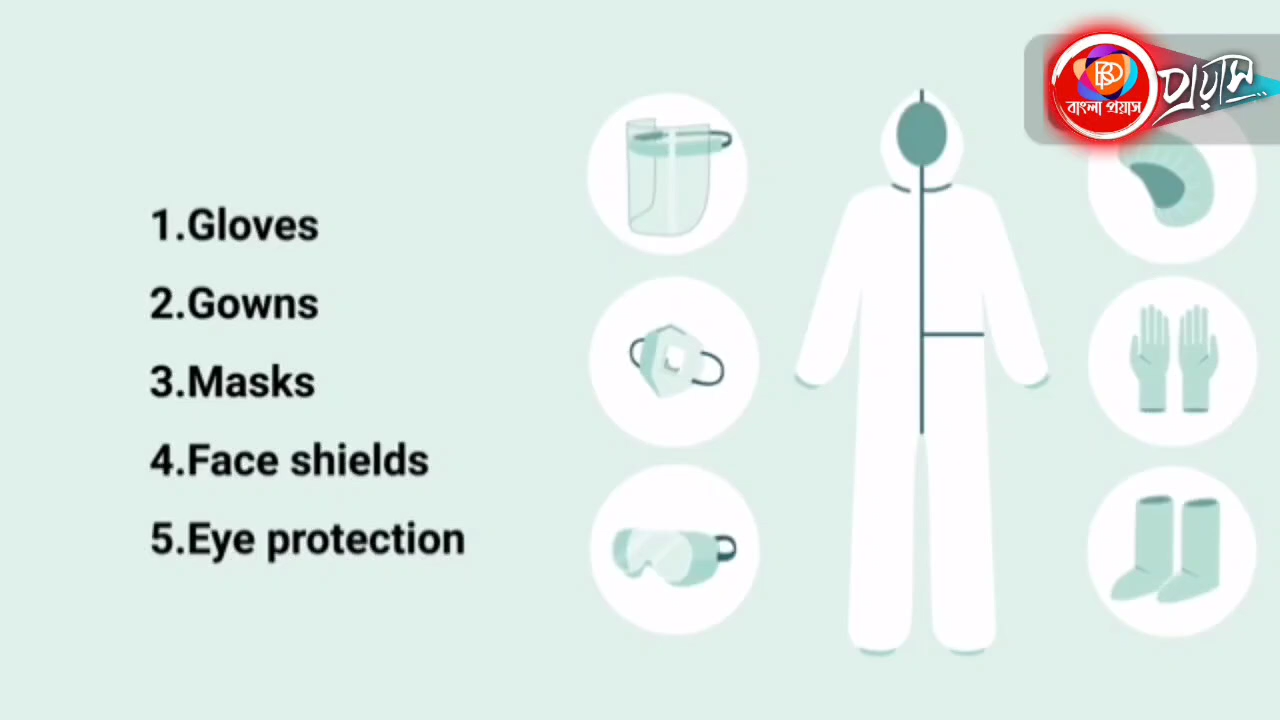 1.Gloves
2.Gowns
3.Masks
4.Face shields
5.Eye protection
বাংলা প্রয়াস
প্রয়াস